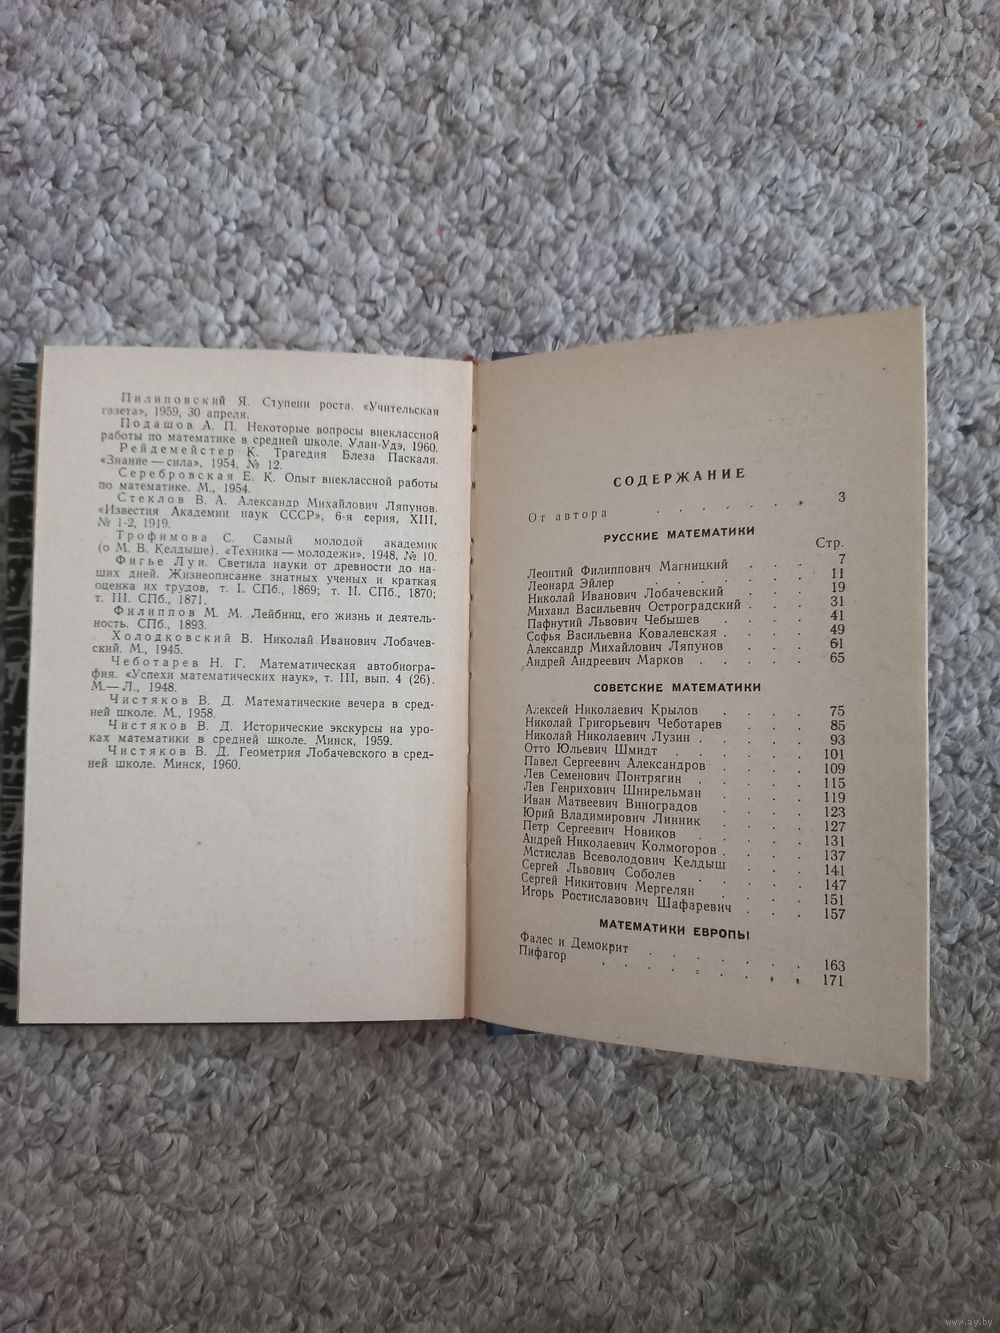 Пилиповский Я. Ступени роста. «Учительская
газета», 1959, 30 апреля.
Подашов А. П. Некоторые вопросы внеклассной
работы по математике в средней школе. Улан-Удэ, 1960.
Рейдемейстер К. Трагедия Блеза Паскаля.
«Знание — сила», 1954, № 12.
Серебровская Е. К. Опыт внеклассной работы
по математике. М., 1954.
Стеклов В. А. Александр Михайлович Ляпунов.
«Известия Академии наук СССР», 6-я серия, XIII,
№ 1-2, 1919.
Трофимова С. Самый молодой академик
(о М. В. Келдыше). «Техника — молодежи», 1948, № 10.
Фигье Луи. Светила науки от древности до на-
ших дней. Жизнеописание знатных ученых и краткая
оценка их трудов, т. I. СПб., 1869; т. II. СПб., 1870;
т. III. СПб., 1871.
Филиппов М. М. Лейбниц, его жизнь и деятель-
ность. СПб., 1893.
Холодковский В. Николай Иванович Лобачев-
ский. М., 1945.
Чеботарев Н. Г. Математическая автобиогра-
фия. «Успехи математических наук», т. III, вып. 4 (26).
М.— Л., 1948.
Чистяков В. Д. Математические вечера в сред-
ней школе. М., 1958.
Чистяков В. Д. Исторические экскурсы на уро-
ках математики в средней школе. Минск, 1959.
Чистяков В. Д. Геометрия Лобачевского в сред-
ней школе. Минск, 1960.
СОДЕРЖАНИЕ
От автора . . . . . . . 3
РУССКИЕ МАТЕМАТИКИ
Стр.
Леонтий Филиппович Магницкий . . . 7
Леонард Эйлер . . . . . . 11
Николай Иванович Лобачевский . . . 19
Михаил Васильевич Остроградский . . . 31
Пафнутий Львович Чебышев . . . . 41
Софья Васильевна Ковалевская . . . . 49
Александр Михайлович Ляпунов . . . 61
Андрей Андреевич Марков . . . . . 65
СОВЕТСКИЕ МАТЕМАТИКИ
Алексей Николаевич Крылов . . . . 75
Николай Григорьевич Чеботарев . . . 85
Николай Николаевич Лузин . . . . . 93
Отто Юльевич Шмидт . . . . . 101
Павел Сергеевич Александров . . . . 109
Лев Семенович Понтрягин . . . . . 115
Лев Генрихович Шнирельман . . . . 119
Иван Матвеевич Виноградов . . . . 123
Юрий Владимирович Линник . . . . 127
Петр Сергеевич Новиков . . . . . 131
Андрей Николаевич Колмогоров . . . . 137
Мстислав Всеволодович Келдыш . . . 141
Сергей Львович Соболев . . . . . 147
Сергей Никитович Мергелян . . . . 151
Игорь Ростиславович Шафаревич . . . 157
МАТЕМАТИКИ ЕВРОПЫ
Фалес и Демокрит . . . . . . 163
Пифагор . . . . . . . . 171
www.ay.by